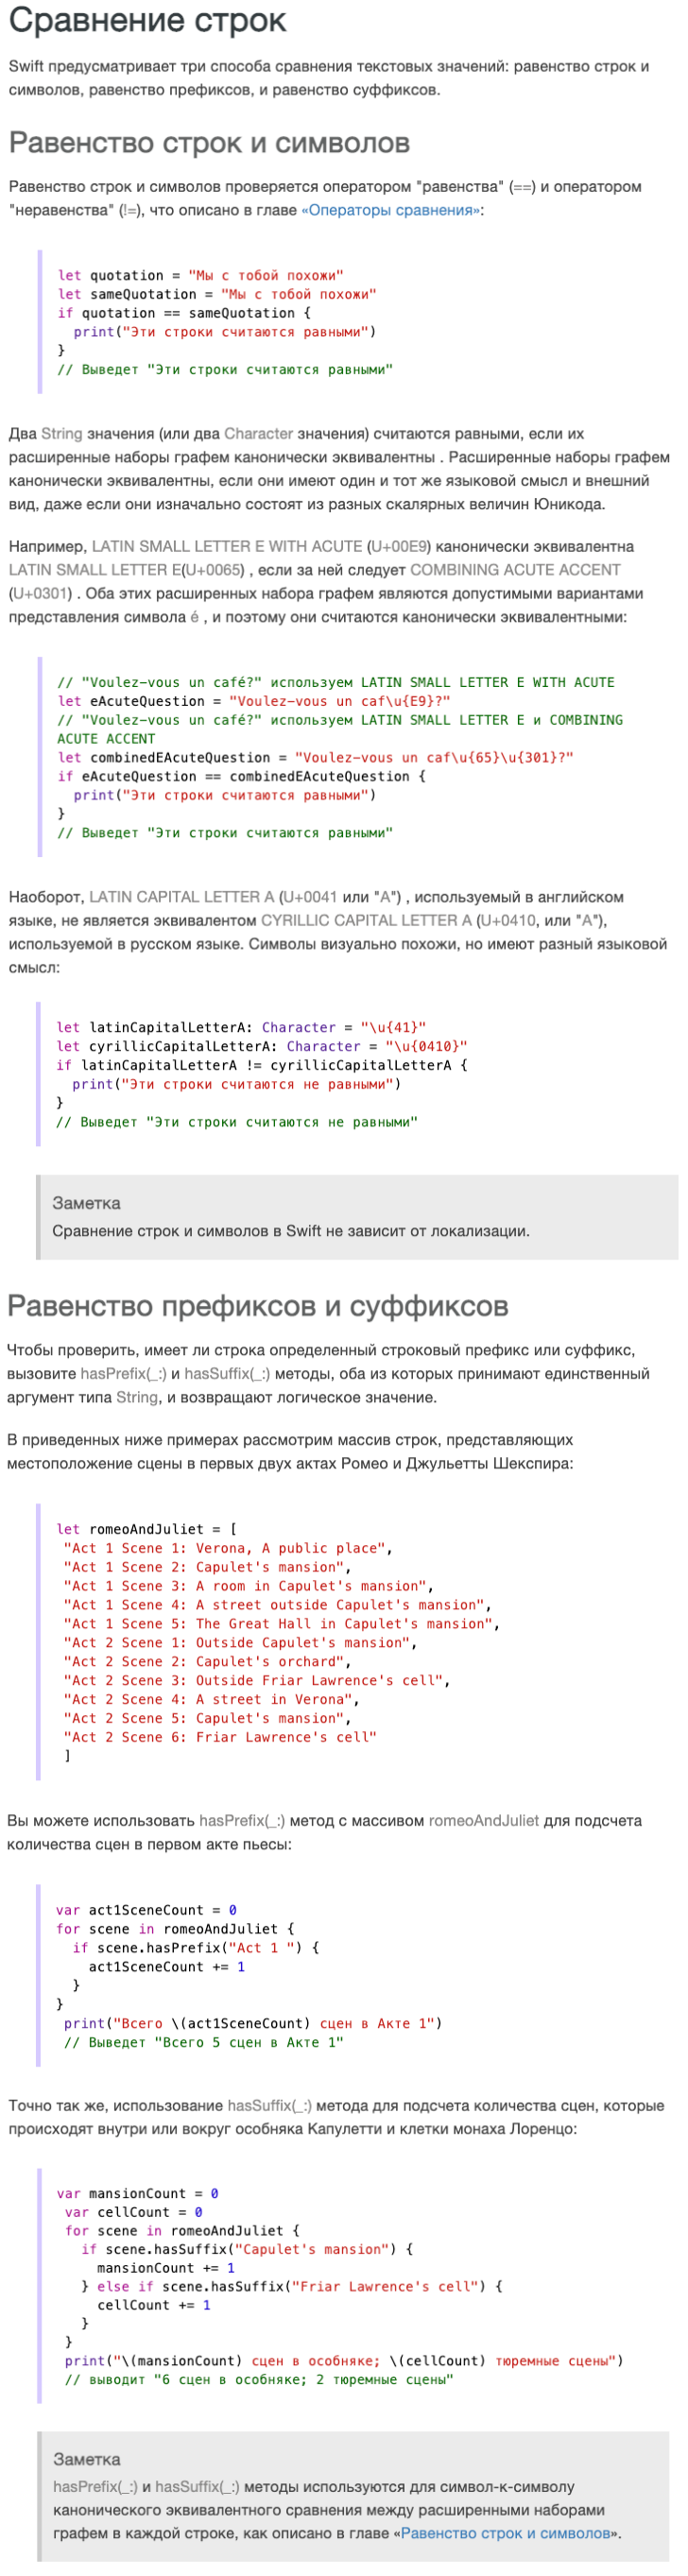 Сравнение строк
Swift предусматривает три способа сравнения текстовых значений: равенство строк и
символов, равенство префиксов, и равенство суффиксов.
Равенство строк и символов
Равенство строк и символов проверяется оператором "равенства" (==) и оператором
"неравенства" (!=), что описано в главе «Операторы сравнения»:
let quotation = "Мы с тобой похожи"
let sameQuotation = "Мы с тобой похожи"
if quotation == sameQuotation {
  print("Эти строки считаются равными")
}
// Выведет "Эти строки считаются равными"
Два String значения (или два Character значения) считаются равными, если их
расширенные наборы графем канонически эквивалентны . Расширенные наборы графем
канонически эквивалентны, если они имеют один и тот же языковой смысл и внешний
вид, даже если они изначально состоят из разных скалярных величин Юникода.
Например, LATIN SMALL LETTER E WITH ACUTE (U+00E9) канонически эквивалентна
LATIN SMALL LETTER E(U+0065) , если за ней следует COMBINING ACUTE ACCENT
(U+0301) . Оба этих расширенных набора графем являются допустимыми вариантами
представления символа é , и поэтому они считаются канонически эквивалентными:
// "Voulez-vous un café?" используем LATIN SMALL LETTER E WITH ACUTE
let eAcuteQuestion = "Voulez-vous un caf\u{E9}?"
// "Voulez-vous un café?" используем LATIN SMALL LETTER E и COMBINING
ACUTE ACCENT
let combinedEAcuteQuestion = "Voulez-vous un caf\u{65}\u{301}?"
if eAcuteQuestion == combinedEAcuteQuestion {
  print("Эти строки считаются равными")
}
// Выведет "Эти строки считаются равными"
Наоборот, LATIN CAPITAL LETTER A (U+0041 или "A") , используемый в английском
языке, не является эквивалентом CYRILLIC CAPITAL LETTER A (U+0410, или "А"),
используемой в русском языке. Символы визуально похожи, но имеют разный языковой
смысл:
let latinCapitalLetterA: Character = "\u{41}"
let cyrillicCapitalLetterA: Character = "\u{0410}"
if latinCapitalLetterA != cyrillicCapitalLetterA {
  print("Эти строки считаются не равными")
}
// Выведет "Эти строки считаются не равными"
Заметка
Сравнение строк и символов в Swift не зависит от локализации.
Равенство префиксов и суффиксов
Чтобы проверить, имеет ли строка определенный строковый префикс или суффикс,
вызовите hasPrefix(_:) и hasSuffix(_:) методы, оба из которых принимают единственный
аргумент типа String, и возвращают логическое значение.
В приведенных ниже примерах рассмотрим массив строк, представляющих
местоположение сцены в первых двух актах Ромео и Джульетты Шекспира:
let romeoAndJuliet = [
 "Act 1 Scene 1: Verona, A public place",
 "Act 1 Scene 2: Capulet's mansion",
 "Act 1 Scene 3: A room in Capulet's mansion",
 "Act 1 Scene 4: A street outside Capulet's mansion",
 "Act 1 Scene 5: The Great Hall in Capulet's mansion",
 "Act 2 Scene 1: Outside Capulet's mansion",
 "Act 2 Scene 2: Capulet's orchard",
 "Act 2 Scene 3: Outside Friar Lawrence's cell",
 "Act 2 Scene 4: A street in Verona",
 "Act 2 Scene 5: Capulet's mansion",
 "Act 2 Scene 6: Friar Lawrence's cell"
 ]
Вы можете использовать hasPrefix(_:) метод с массивом romeoAndJuliet для подсчета
количества сцен в первом акте пьесы:
var act1SceneCount = 0
for scene in romeoAndJuliet {
  if scene.hasPrefix("Act 1 ") {
    act1SceneCount += 1
  }
}
 print("Всего \(act1SceneCount) сцен в Акте 1")
 // Выведет "Всего 5 сцен в Акте 1"
Точно так же, использование hasSuffix(_:) метода для подсчета количества сцен, которые
происходят внутри или вокруг особняка Капулетти и клетки монаха Лоренцо:
var mansionCount = 0
 var cellCount = 0
 for scene in romeoAndJuliet {
   if scene.hasSuffix("Capulet's mansion") {
     mansionCount += 1
   } else if scene.hasSuffix("Friar Lawrence's cell") {
     cellCount += 1
   }
 }
 print("\(mansionCount) сцен в особняке; \(cellCount) тюремные сцены")
 // выводит "6 сцен в особняке; 2 тюремные сцены"
Заметка
hasPrefix(_:) и hasSuffix(_:) методы используются для символ-к-символу
канонического эквивалентного сравнения между расширенными наборами
графем в каждой строке, как описано в главе «Равенство строк и символов».